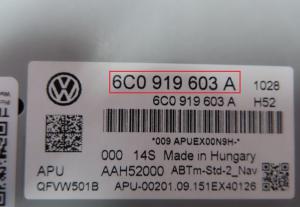 6C0 919 603 A 1028
6C0 919 603 A H52
*009 APUEX00N9H-*
000 14S Made in Hungary
APU AAH52000 ABTm-Std-2_Nav
QFVW501B APU-00201.09.151EX40126